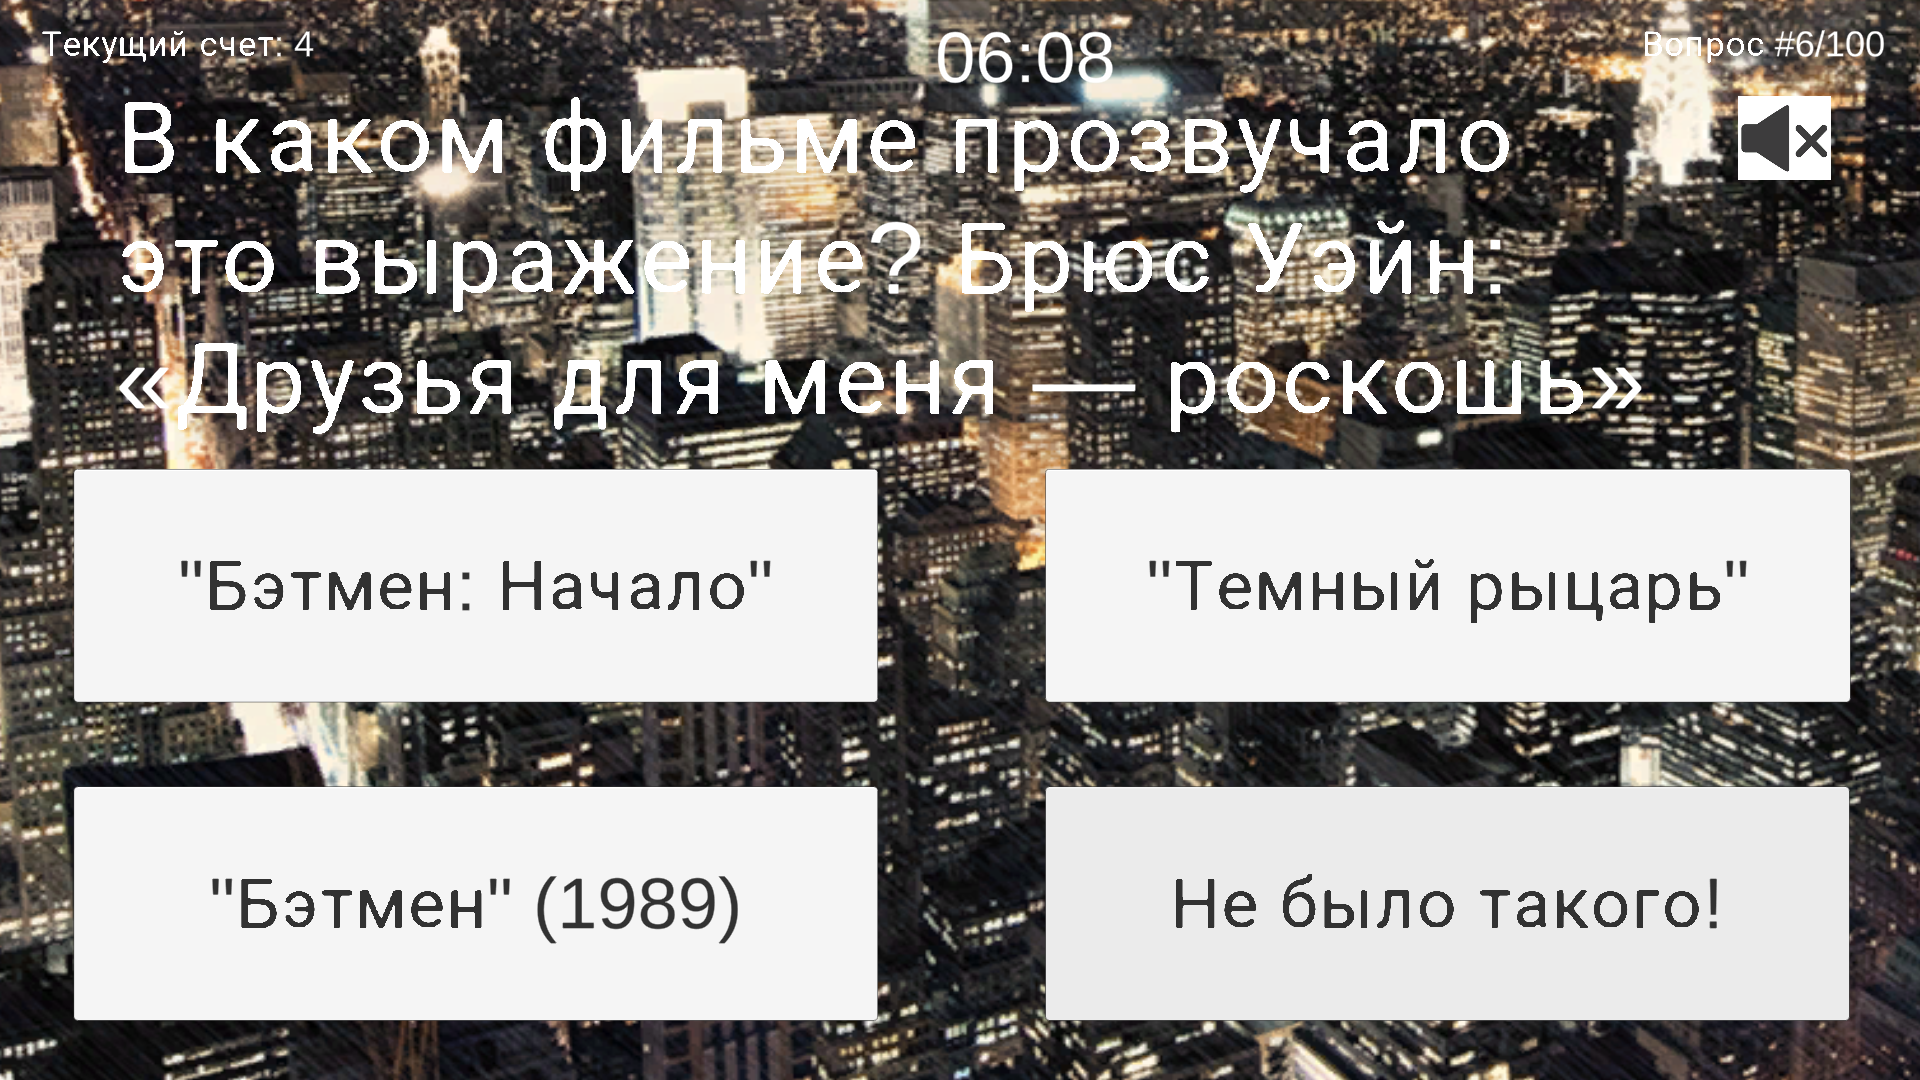 Текущий счет: 4
06:08
Вопрос #6/100
В каком фильме прозвучало
это выражение? Брюс Уэйн:
«Друзья для меня — роскошь»
"Бэтмен: Начало"
"Темный рыцарь"
"Бэтмен" (1989)
Не было такого!